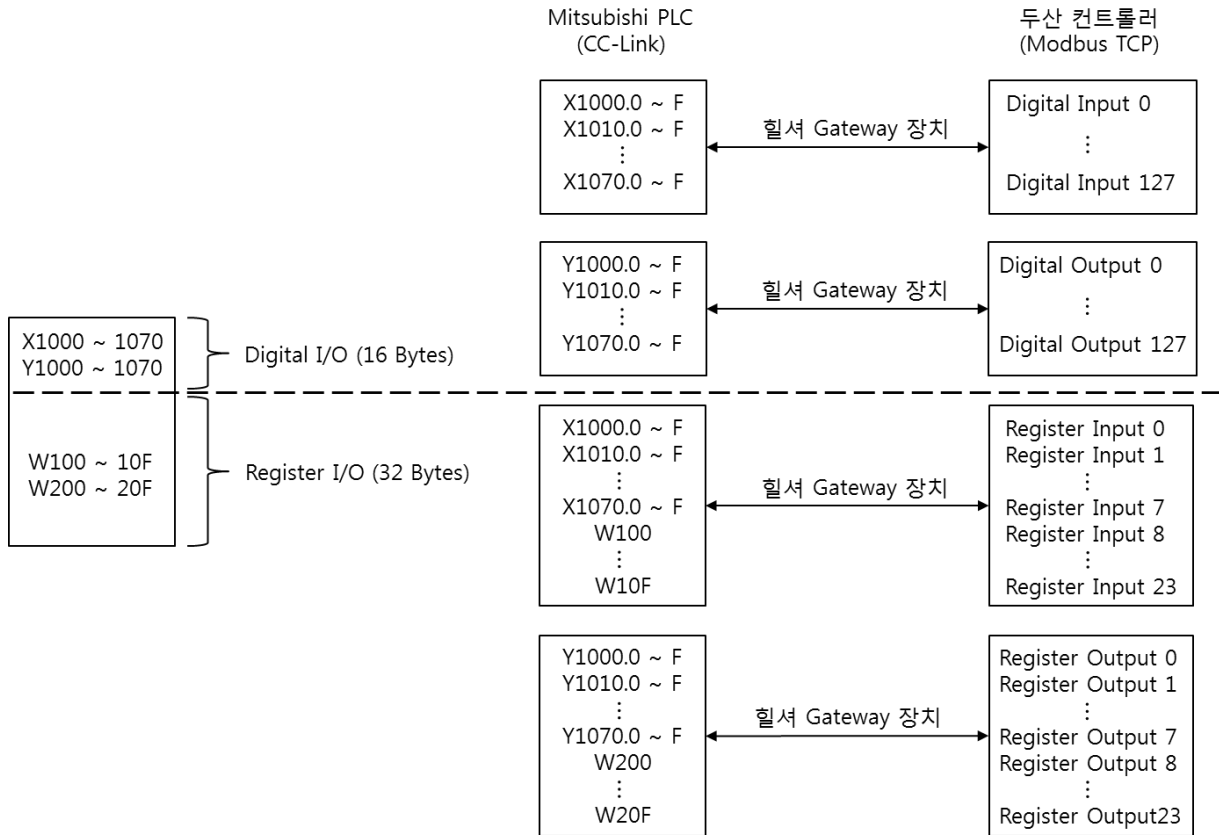 Mitsubishi PLC
(CC-Link)
두산 컨트롤러
(Modbus TCP)
X1000.0 ~ F
X1010.0 ~ F
⋮
X1070.0 ~ F
힐셔 Gateway 장치
Digital Input 0
⋮
Digital Input 127
Y1000.0 ~ F
Y1010.0 ~ F
⋮
Y1070.0 ~ F
힐셔 Gateway 장치
Digital Output 0
⋮
Digital Output 127
X1000 ~ 1070
Y1000 ~ 1070
Digital I/O (16 Bytes)
W100 ~ 10F
W200 ~ 20F
Register I/O (32 Bytes)
X1000.0 ~ F
X1010.0 ~ F
⋮
X1070.0 ~ F
W100
⋮
W10F
힐셔 Gateway 장치
Register Input 0
Register Input 1
⋮
Register Input 7
Register Input 8
⋮
Register Input 23
Y1000.0 ~ F
Y1010.0 ~ F
⋮
Y1070.0 ~ F
W200
⋮
W20F
힐셔 Gateway 장치
Register Output 0
Register Output 1
⋮
Register Output 7
Register Output 8
⋮
Register Output23